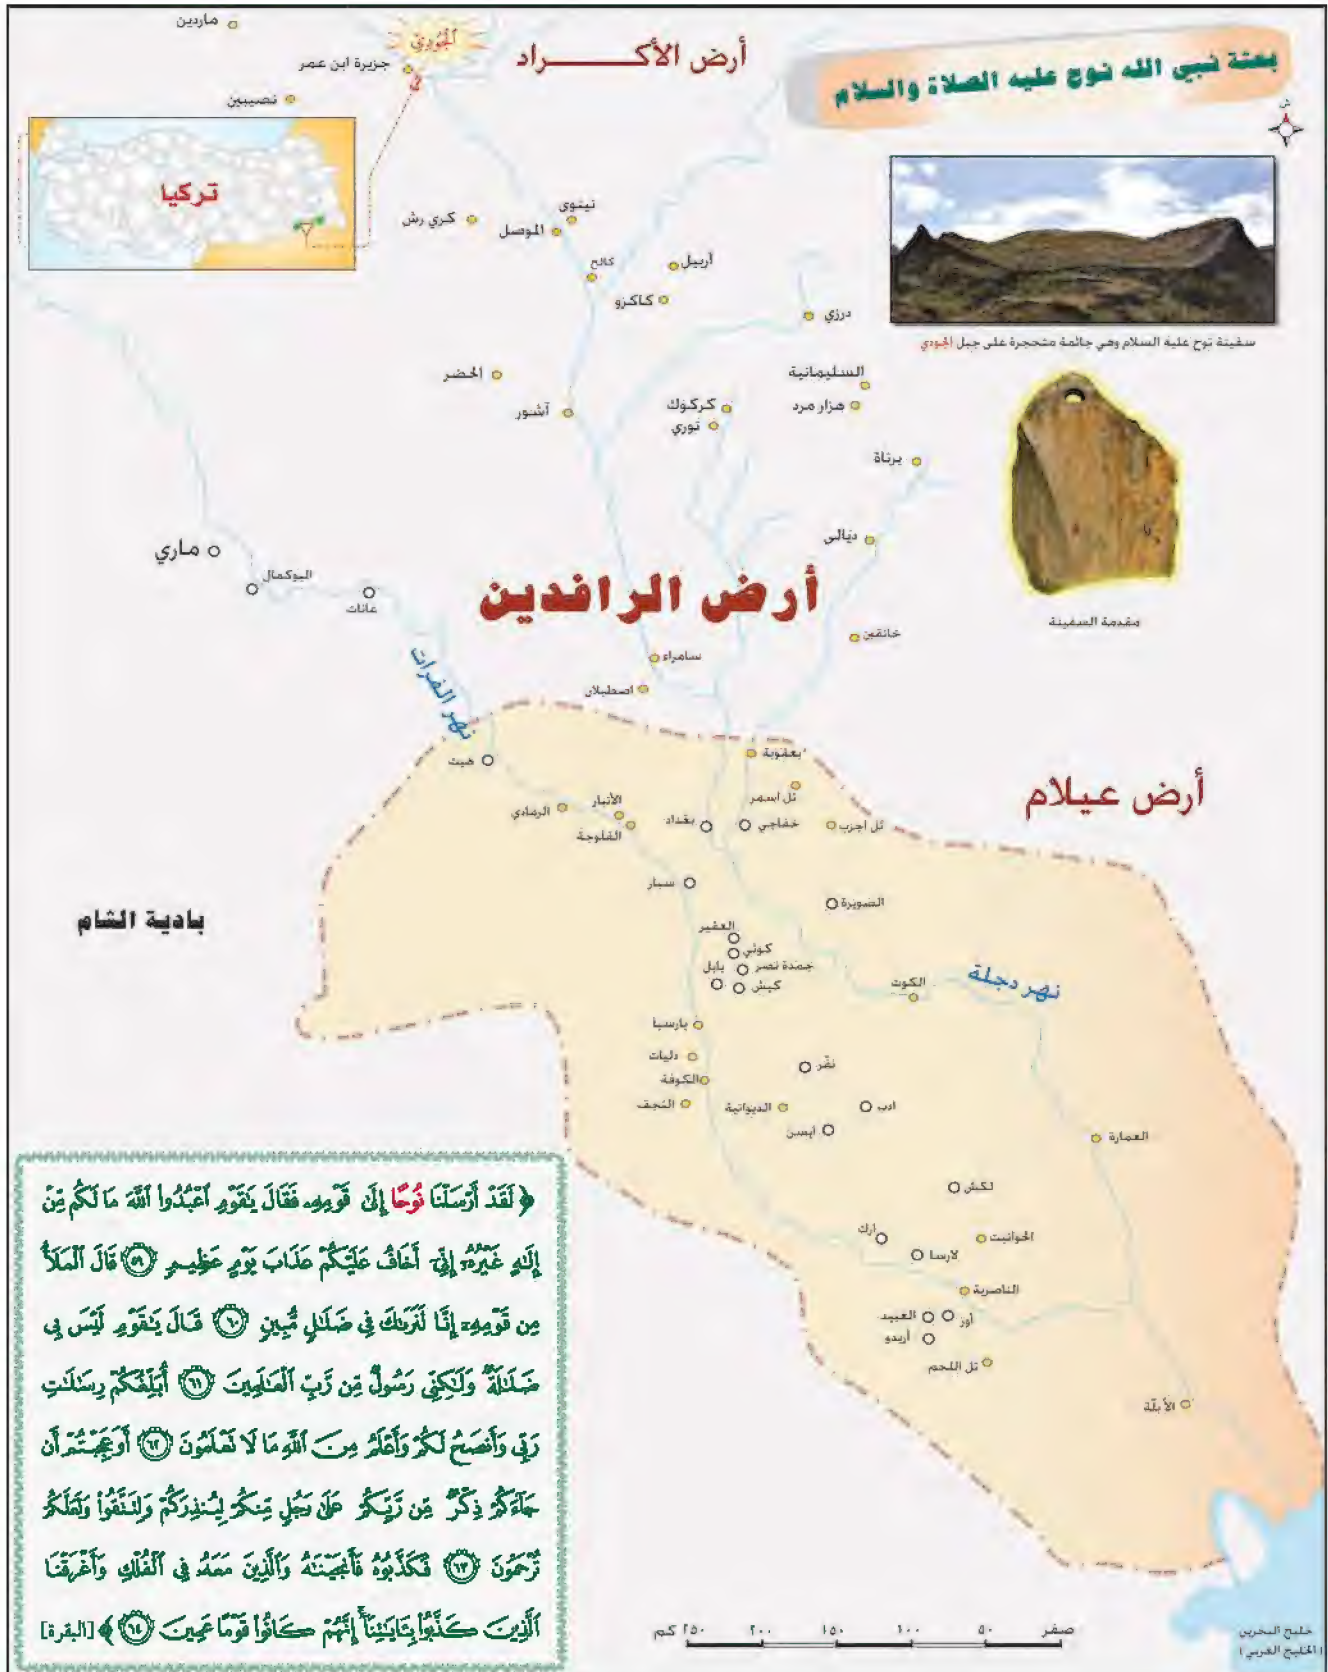 بعثة نبي الله نوح عليه الصلاة والسلام
أرض الأكراد
الجودي
ماردين
جزيرة ابن عمر
نصيبين
تركيا
ش
سفينة نوح عليه السلام وهي جاثمة متحجرة على جبل الجودي
مقدمة السفينة
نينوى
الموصل
كري رش
كالح
أربيل
كاكزو
درزي
الحضر
آشور
السليمانية
هزار مرد
كركوك
نوزي
برناة
ديالى
ماري
البوكمال
عانات
أرض الرافدين
خانقين
سامراء
اصطبلان
نهر الفرات
هيت
بعقوبة
تل اسمر
أرض عيلام
الرمادي
الأنبار
الفلوجة
بغداد
خفاجي
تل اجرب
سبار
الصويرة
بادية الشام
العقير
كوثي
جمدة نصر
بابل
كيش
الكوت
نهر دجلة
بارسبا
دلبات
الكوفة
النجف
نفّر
الديوانية
ادب
ايسن
العمارة
لكش
ارك
لارسا
الحوانيت
الناصرية
العبيد
أور
أريدو
تل اللحم
الأبلّة
﴿ لَقَدْ أَرْسَلْنَا نُوحًا إِلَىٰ قَوْمِهِۦ فَقَالَ يَٰقَوْمِ ٱعْبُدُوا۟ ٱللَّهَ مَا لَكُم مِّنْ
إِلَٰهٍ غَيْرُهُۥٓ إِنِّىٓ أَخَافُ عَلَيْكُمْ عَذَابَ يَوْمٍ عَظِيمٍ ٥٩ قَالَ ٱلْمَلَأُ
مِن قَوْمِهِۦٓ إِنَّا لَنَرَىٰكَ فِى ضَلَٰلٍ مُّبِينٍ ٦٠ قَالَ يَٰقَوْمِ لَيْسَ بِى
ضَلَٰلَةٌ وَلَٰكِنِّى رَسُولٌ مِّن رَّبِّ ٱلْعَٰلَمِينَ ٦١ أُبَلِّغُكُمْ رِسَٰلَٰتِ
رَبِّى وَأَنصَحُ لَكُمْ وَأَعْلَمُ مِنَ ٱللَّهِ مَا لَا تَعْلَمُونَ ٦٢ أَوَعَجِبْتُمْ أَن
جَآءَكُمْ ذِكْرٌ مِّن رَّبِّكُمْ عَلَىٰ رَجُلٍ مِّنكُمْ لِيُنذِرَكُمْ وَلِتَتَّقُوا۟ وَلَعَلَّكُمْ
تُرْحَمُونَ ٦٣ فَكَذَّبُوهُ فَأَنجَيْنَٰهُ وَٱلَّذِينَ مَعَهُۥ فِى ٱلْفُلْكِ وَأَغْرَقْنَا
ٱلَّذِينَ كَذَّبُوا۟ بِـَٔايَٰتِنَآ إِنَّهُمْ كَانُوا۟ قَوْمًا عَمِينَ ٦٤ ﴾ [البقرة]
صفر ٥٠ ١٠٠ ١٥٠ ٢٠٠ ٢٥٠ كم
خليج البحرين
(الخليج العربي)